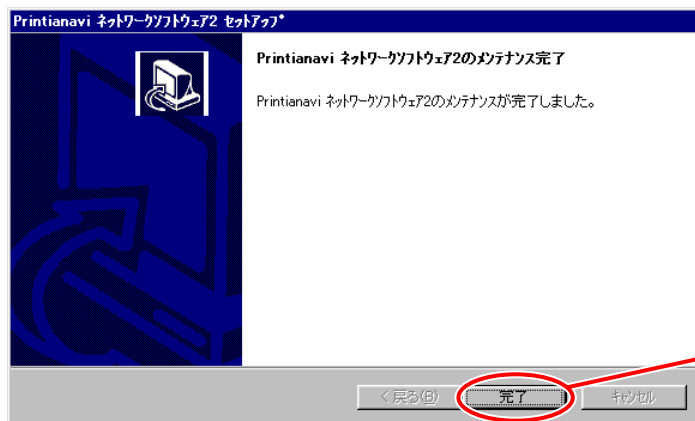 Printianavi ﾈｯﾄﾜｰｸｿﾌﾄｳｪｱ2 ｾｯﾄｱｯﾌﾟ
Printianavi ﾈｯﾄﾜｰｸｿﾌﾄｳｪｱ2のﾒﾝﾃﾅﾝｽ完了
Printianavi ﾈｯﾄﾜｰｸｿﾌﾄｳｪｱ2のﾒﾝﾃﾅﾝｽが完了しました。
< 戻る(B)
完了
ｷｬﾝｾﾙ